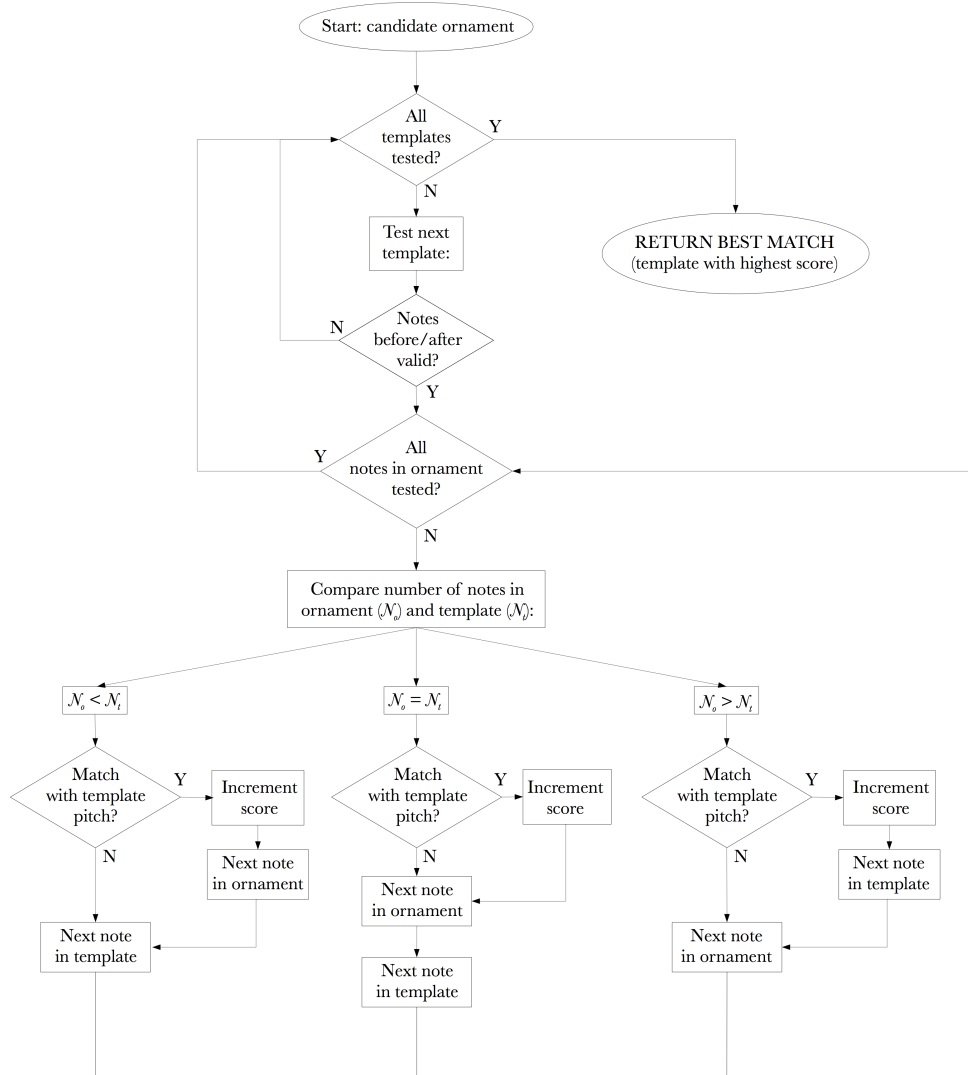 Start: candidate ornament
All
templates
tested?
Y
N
Test next
template:
RETURN BEST MATCH
(template with highest score)
N
Notes
before/after
valid?
Y
Y
All
notes in ornament
tested?
N
Compare number of notes in
ornament (𝒩ₒ) and template (𝒩ₜ):
𝒩ₒ < 𝒩ₜ
𝒩ₒ = 𝒩ₜ
𝒩ₒ > 𝒩ₜ
Match
with template
pitch?
Y
Increment
score
N
Next note
in ornament
Next note
in template
Match
with template
pitch?
Y
Increment
score
N
Next note
in ornament
Next note
in template
Match
with template
pitch?
Y
Increment
score
N
Next note
in template
Next note
in ornament